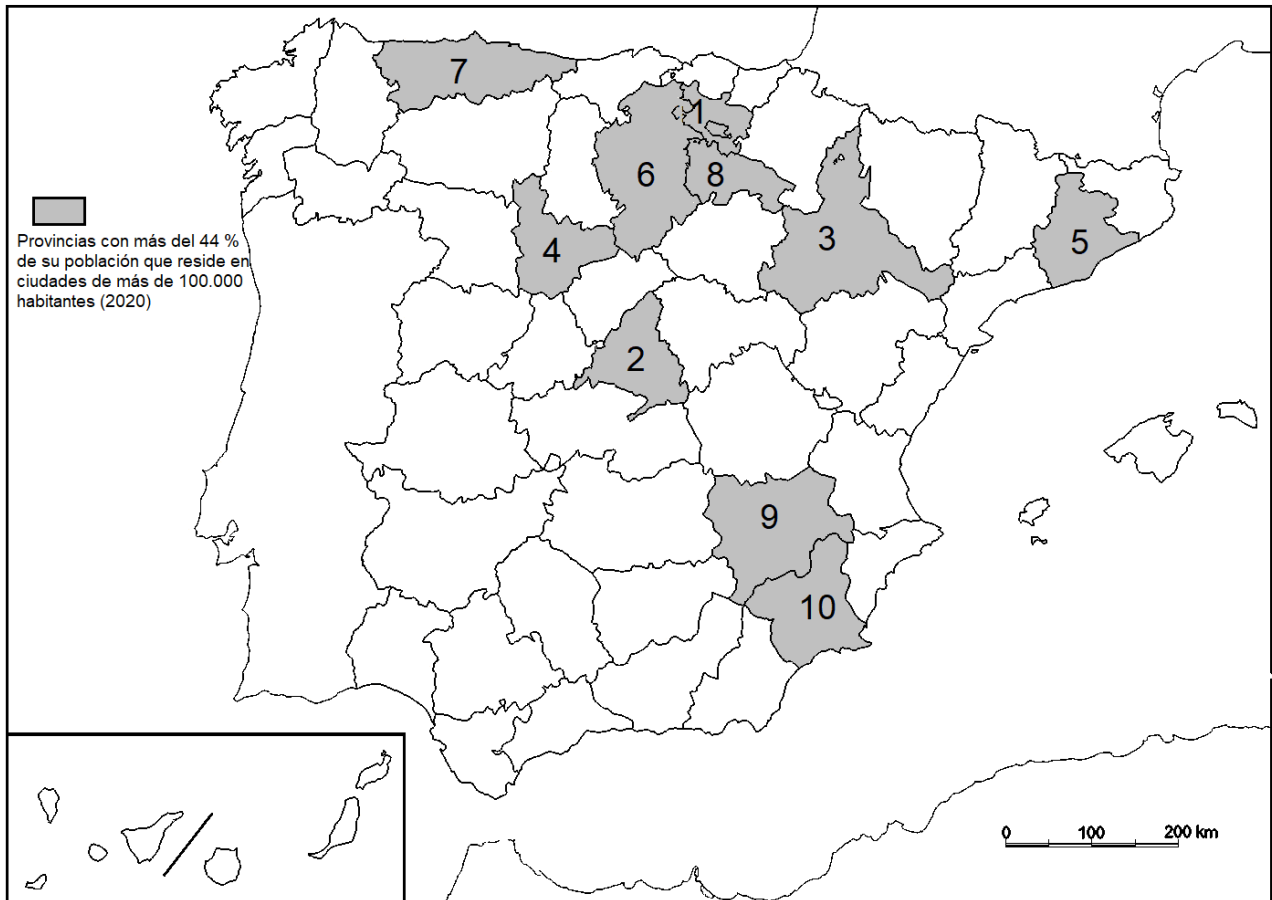 7
1
6
8
3
5
4
Provincias con más del 44 %
de su población que reside en
ciudades de más de 100.000
habitantes (2020)
2
9
10
0 100 200 km